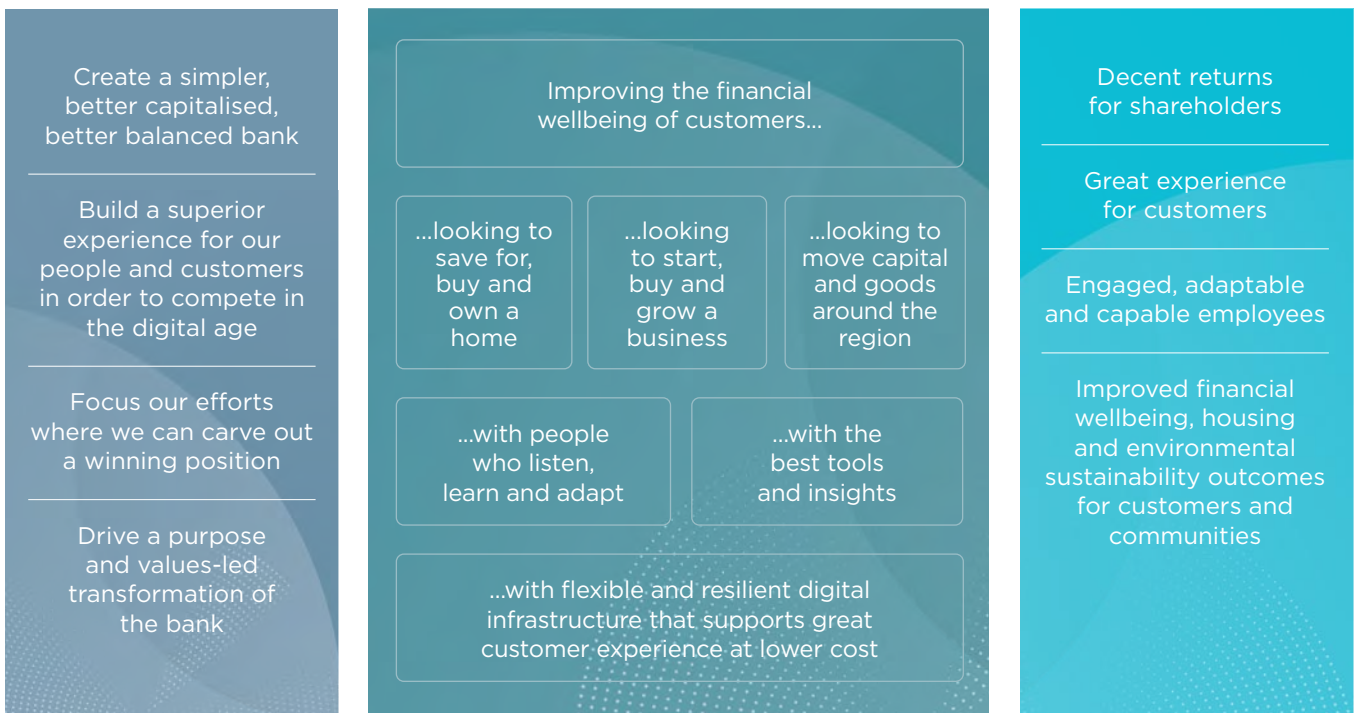 Create a simpler,
better capitalised,
better balanced bank
Build a superior
experience for our
people and customers
in order to compete in
the digital age
Focus our efforts
where we can carve out
a winning position
Drive a purpose
and values-led
transformation of
the bank
Improving the financial
wellbeing of customers...
...looking to
save for,
buy and
own a
home
...looking
to start,
buy and
grow a
business
...looking to
move capital
and goods
around the
region
...with people
who listen,
learn and adapt
...with the
best tools
and insights
...with flexible and resilient digital
infrastructure that supports great
customer experience at lower cost
Decent returns
for shareholders
Great experience
for customers
Engaged, adaptable
and capable employees
Improved financial
wellbeing, housing
and environmental
sustainability outcomes
for customers and
communities